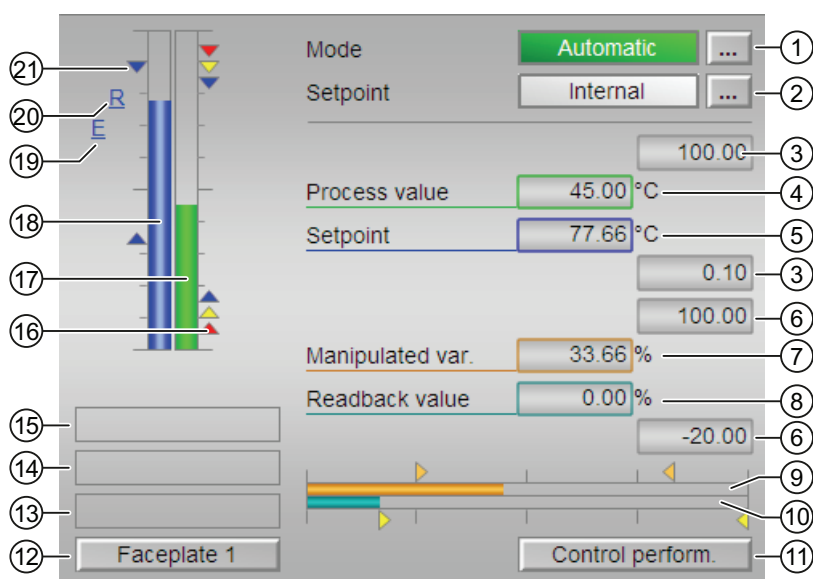 Mode Automatic ... 1
Setpoint Internal ... 2
100.00 3
Process value 45.00 °C 4
Setpoint 77.66 °C 5
0.10 3
100.00 6
Manipulated var. 33.66 % 7
Readback value 0.00 % 8
-20.00 6
9
10
Control perform. 11
21
20 R
19 E
18
17
16
15
14
13
12 Faceplate 1